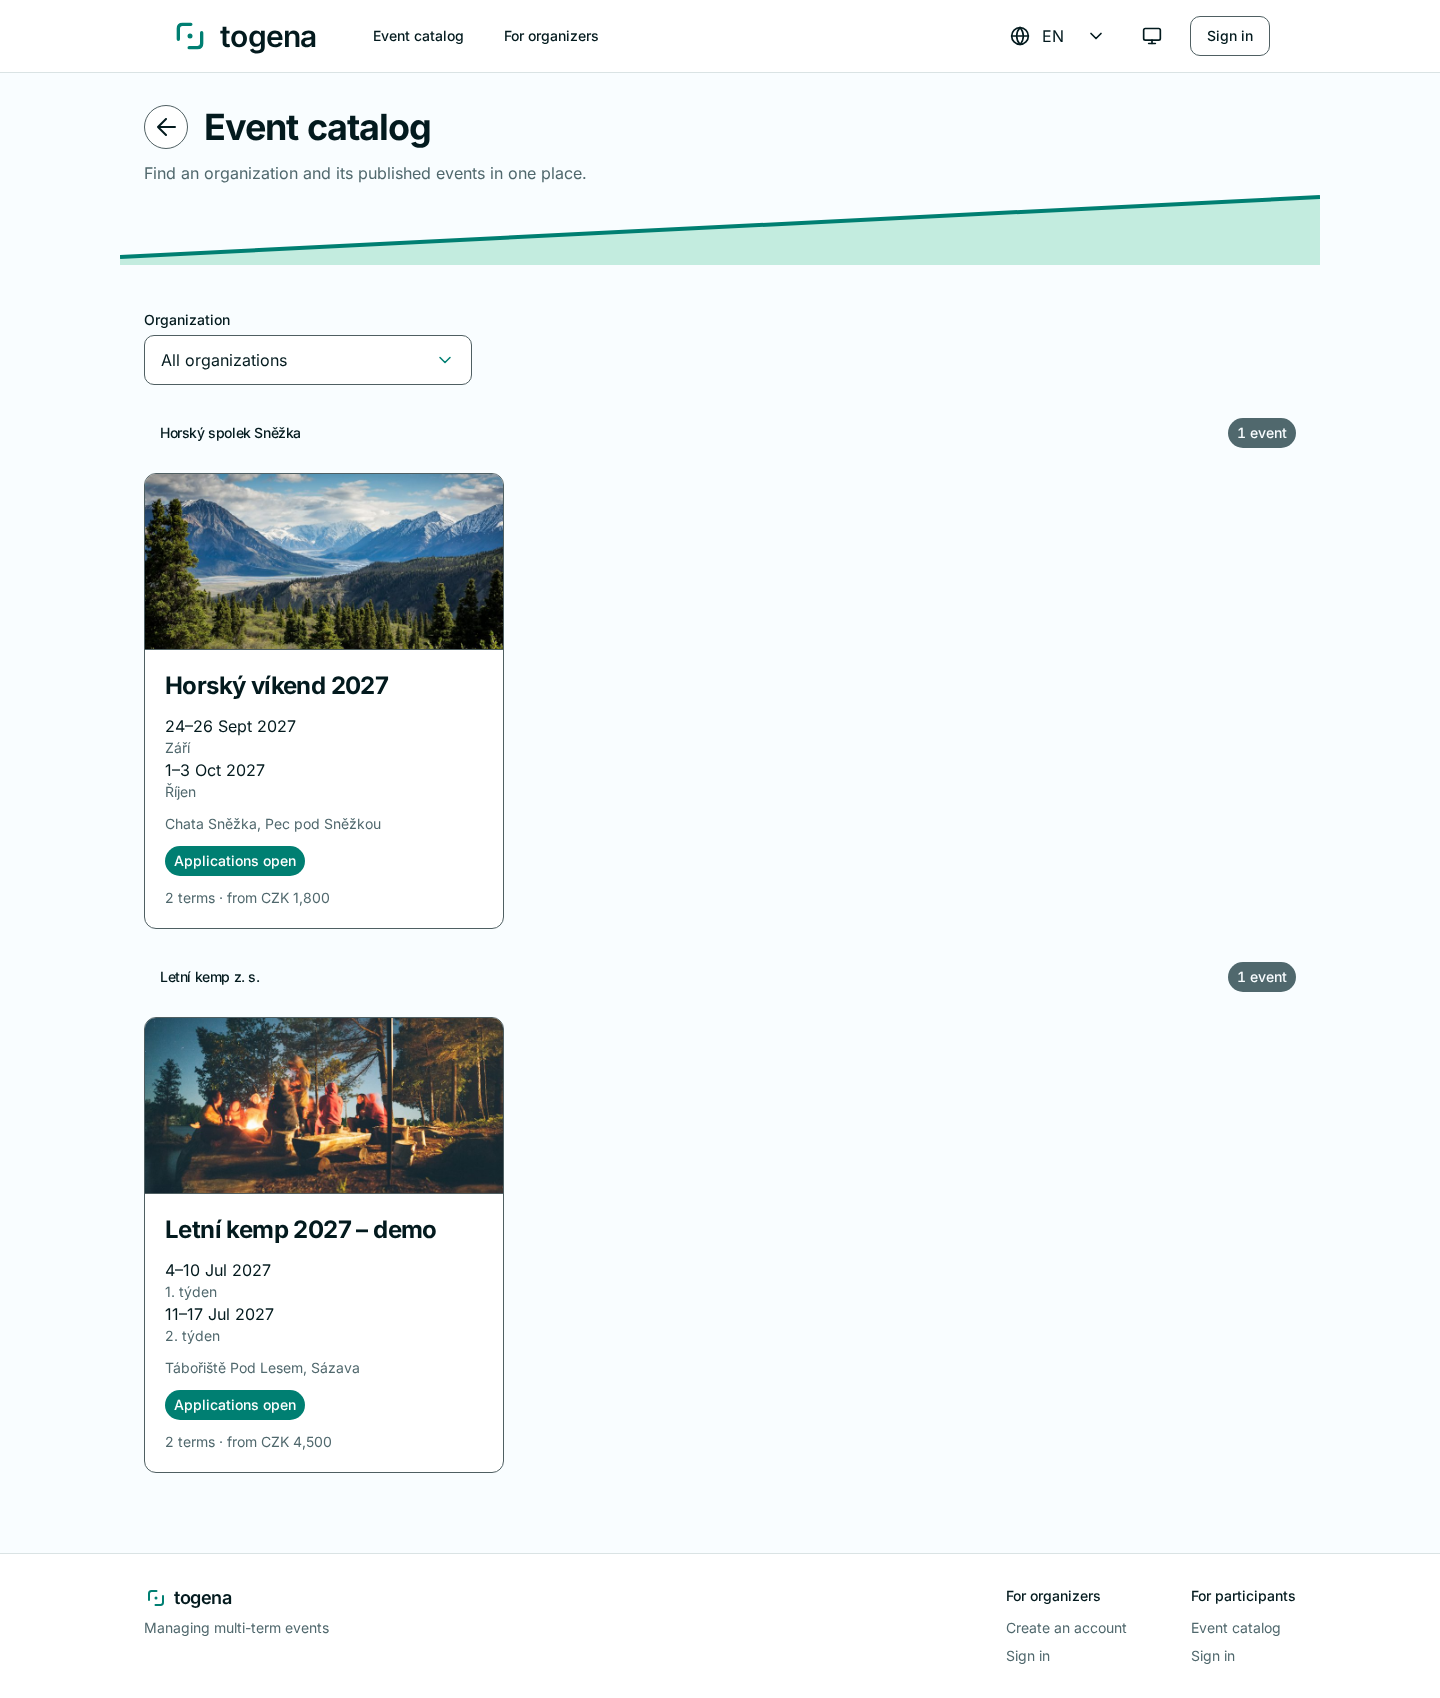 togena
Event catalog
For organizers
EN
Sign in
Event catalog
Find an organization and its published events in one place.
Organization
All organizations
Horský spolek Sněžka
1 event
Horský víkend 2027
24–26 Sept 2027
Září
1–3 Oct 2027
Říjen
Chata Sněžka, Pec pod Sněžkou
Applications open
2 terms · from CZK 1,800
Letní kemp z. s.
1 event
Letní kemp 2027 – demo
4–10 Jul 2027
1. týden
11–17 Jul 2027
2. týden
Tábořiště Pod Lesem, Sázava
Applications open
2 terms · from CZK 4,500
togena
Managing multi-term events
For organizers
Create an account
Sign in
For participants
Event catalog
Sign in